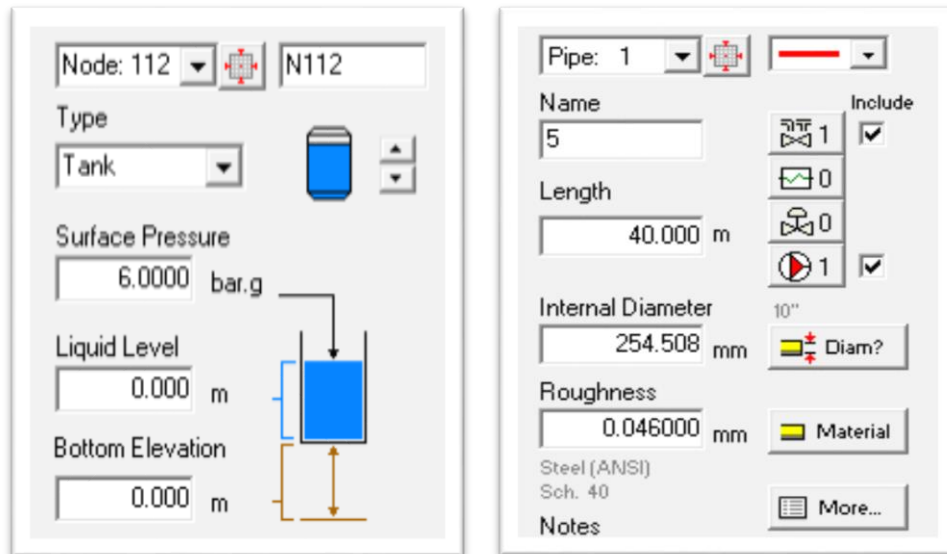 Node: 112
N112
Type
Tank
Surface Pressure
6.0000 bar.g
Liquid Level
0.000 m
Bottom Elevation
0.000 m
Pipe: 1
Name
Include
5
1
0
Length
40.000 m
0
1
Internal Diameter
10"
254.508 mm
Diam?
Roughness
0.046000 mm
Material
Steel (ANSI)
Sch. 40
More...
Notes